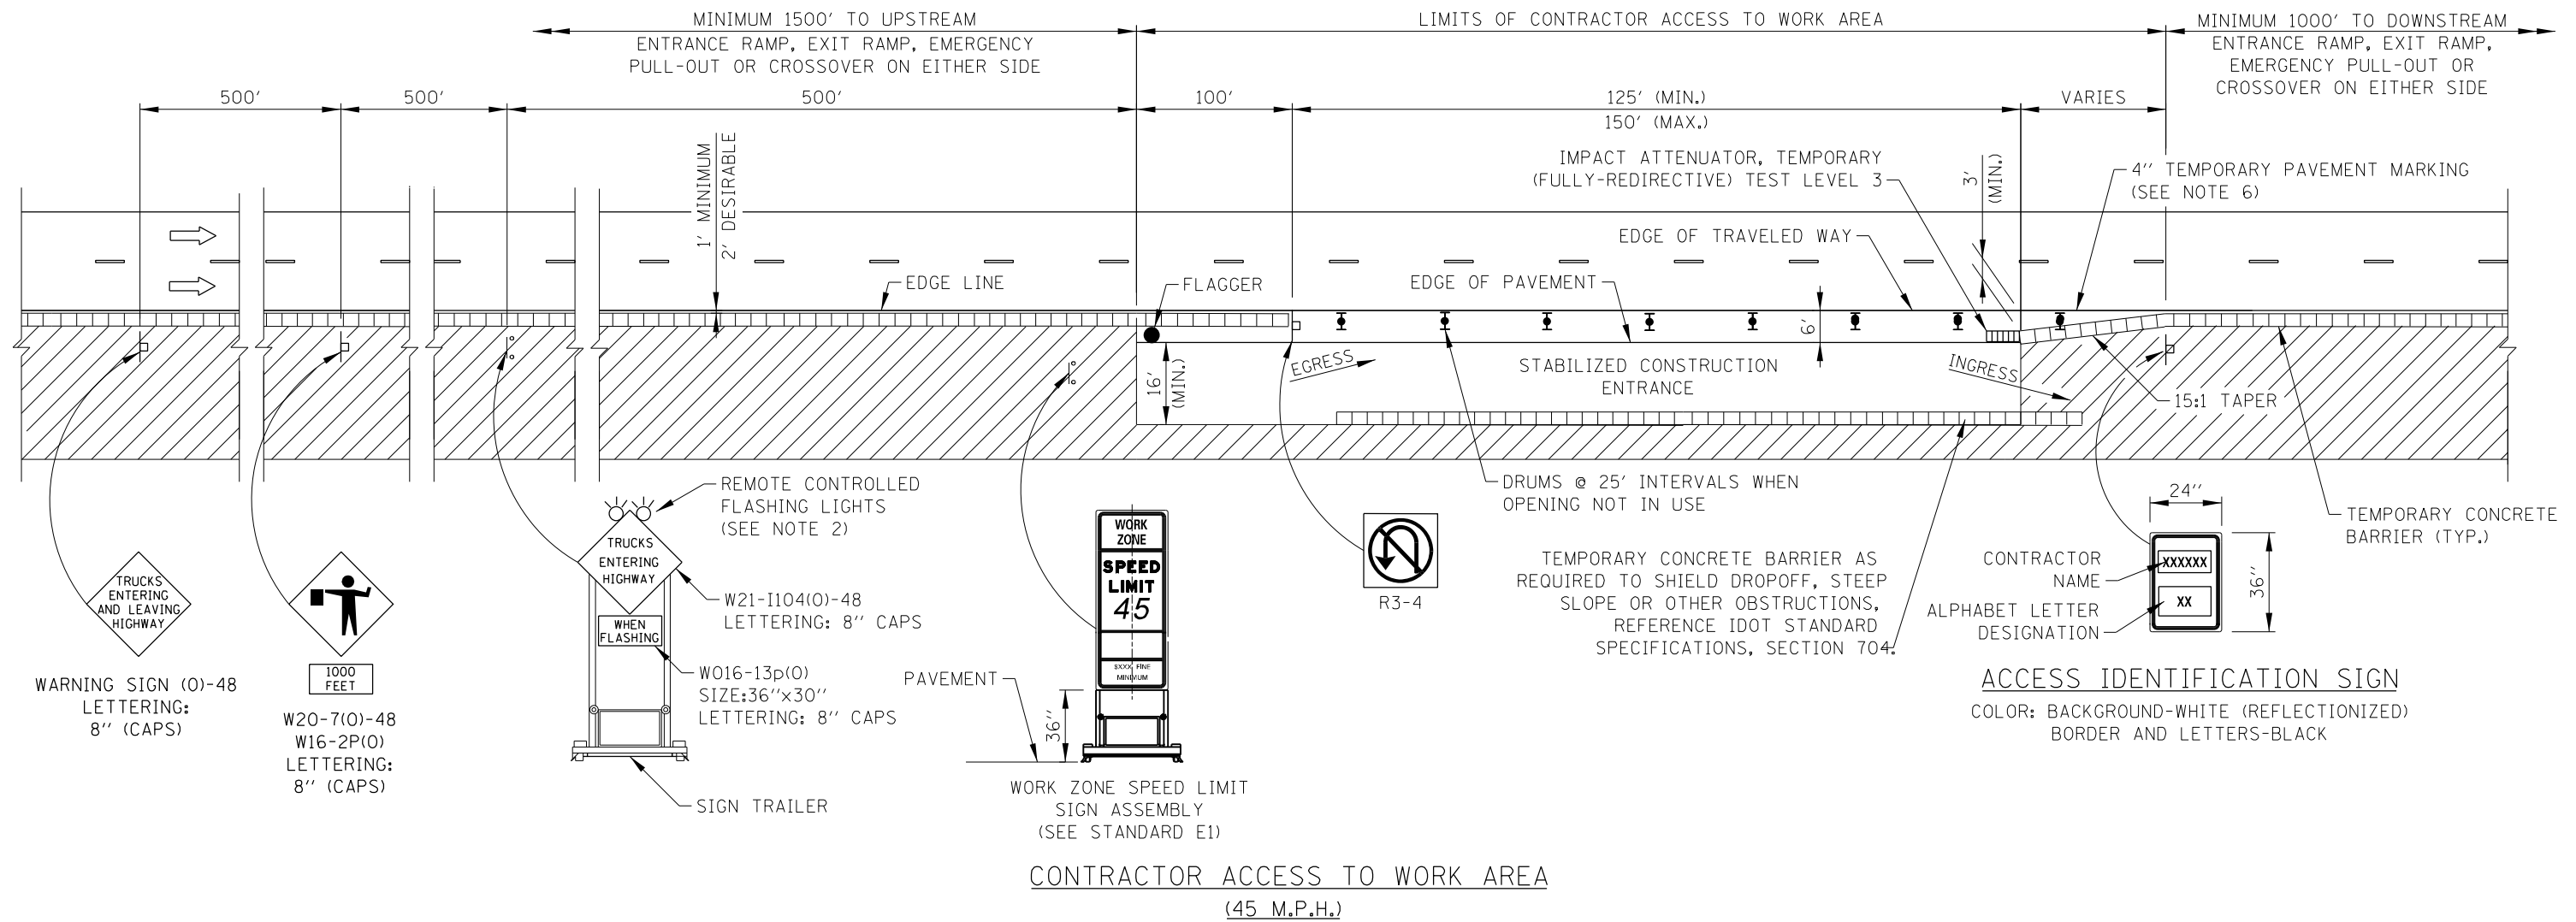 MINIMUM 1500' TO UPSTREAM
ENTRANCE RAMP, EXIT RAMP, EMERGENCY
PULL-OUT OR CROSSOVER ON EITHER SIDE
LIMITS OF CONTRACTOR ACCESS TO WORK AREA
MINIMUM 1000' TO DOWNSTREAM
ENTRANCE RAMP, EXIT RAMP,
EMERGENCY PULL-OUT OR
CROSSOVER ON EITHER SIDE
500'
500'
500'
100'
125' (MIN.)
150' (MAX.)
VARIES
1' MINIMUM
2' DESIRABLE
IMPACT ATTENUATOR, TEMPORARY
(FULLY-REDIRECTIVE) TEST LEVEL 3
3'
(MIN.)
4'' TEMPORARY PAVEMENT MARKING
(SEE NOTE 6)
EDGE OF TRAVELED WAY
EDGE LINE
FLAGGER
EDGE OF PAVEMENT
6'
16'
(MIN.)
EGRESS
STABILIZED CONSTRUCTION
ENTRANCE
INGRESS
15:1 TAPER
REMOTE CONTROLLED
FLASHING LIGHTS
(SEE NOTE 2)
DRUMS @ 25' INTERVALS WHEN
OPENING NOT IN USE
TEMPORARY CONCRETE
BARRIER (TYP.)
TRUCKS
ENTERING
AND LEAVING
HIGHWAY
WARNING SIGN (O)-48
LETTERING:
8'' (CAPS)
1000
FEET
W20-7(O)-48
W16-2P(O)
LETTERING:
8'' (CAPS)
TRUCKS
ENTERING
HIGHWAY
WHEN
FLASHING
W21-I104(O)-48
LETTERING: 8'' CAPS
WO16-13p(O)
SIZE:36''x30''
LETTERING: 8'' CAPS
SIGN TRAILER
WORK
ZONE
SPEED
LIMIT
45
$XXX FINE
MINIMUM
PAVEMENT
36''
WORK ZONE SPEED LIMIT
SIGN ASSEMBLY
(SEE STANDARD E1)
R3-4
TEMPORARY CONCRETE BARRIER AS
REQUIRED TO SHIELD DROPOFF, STEEP
SLOPE OR OTHER OBSTRUCTIONS,
REFERENCE IDOT STANDARD
SPECIFICATIONS, SECTION 704.
24''
36''
CONTRACTOR
NAME
XXXXXX
ALPHABET LETTER
DESIGNATION
XX
ACCESS IDENTIFICATION SIGN
COLOR: BACKGROUND-WHITE (REFLECTIONIZED)
BORDER AND LETTERS-BLACK
CONTRACTOR ACCESS TO WORK AREA
(45 M.P.H.)